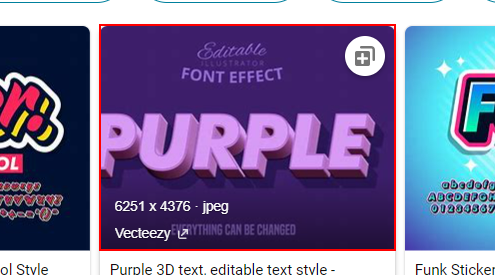 Editable
ILLUSTRATOR
FONT EFFECT
PURPLE
6251 x 4376 · jpeg
Vecteezy
EVERYTHING CAN BE CHANGED
OL
ol Style
Purple 3D text, editable text style -
Funk Sticker